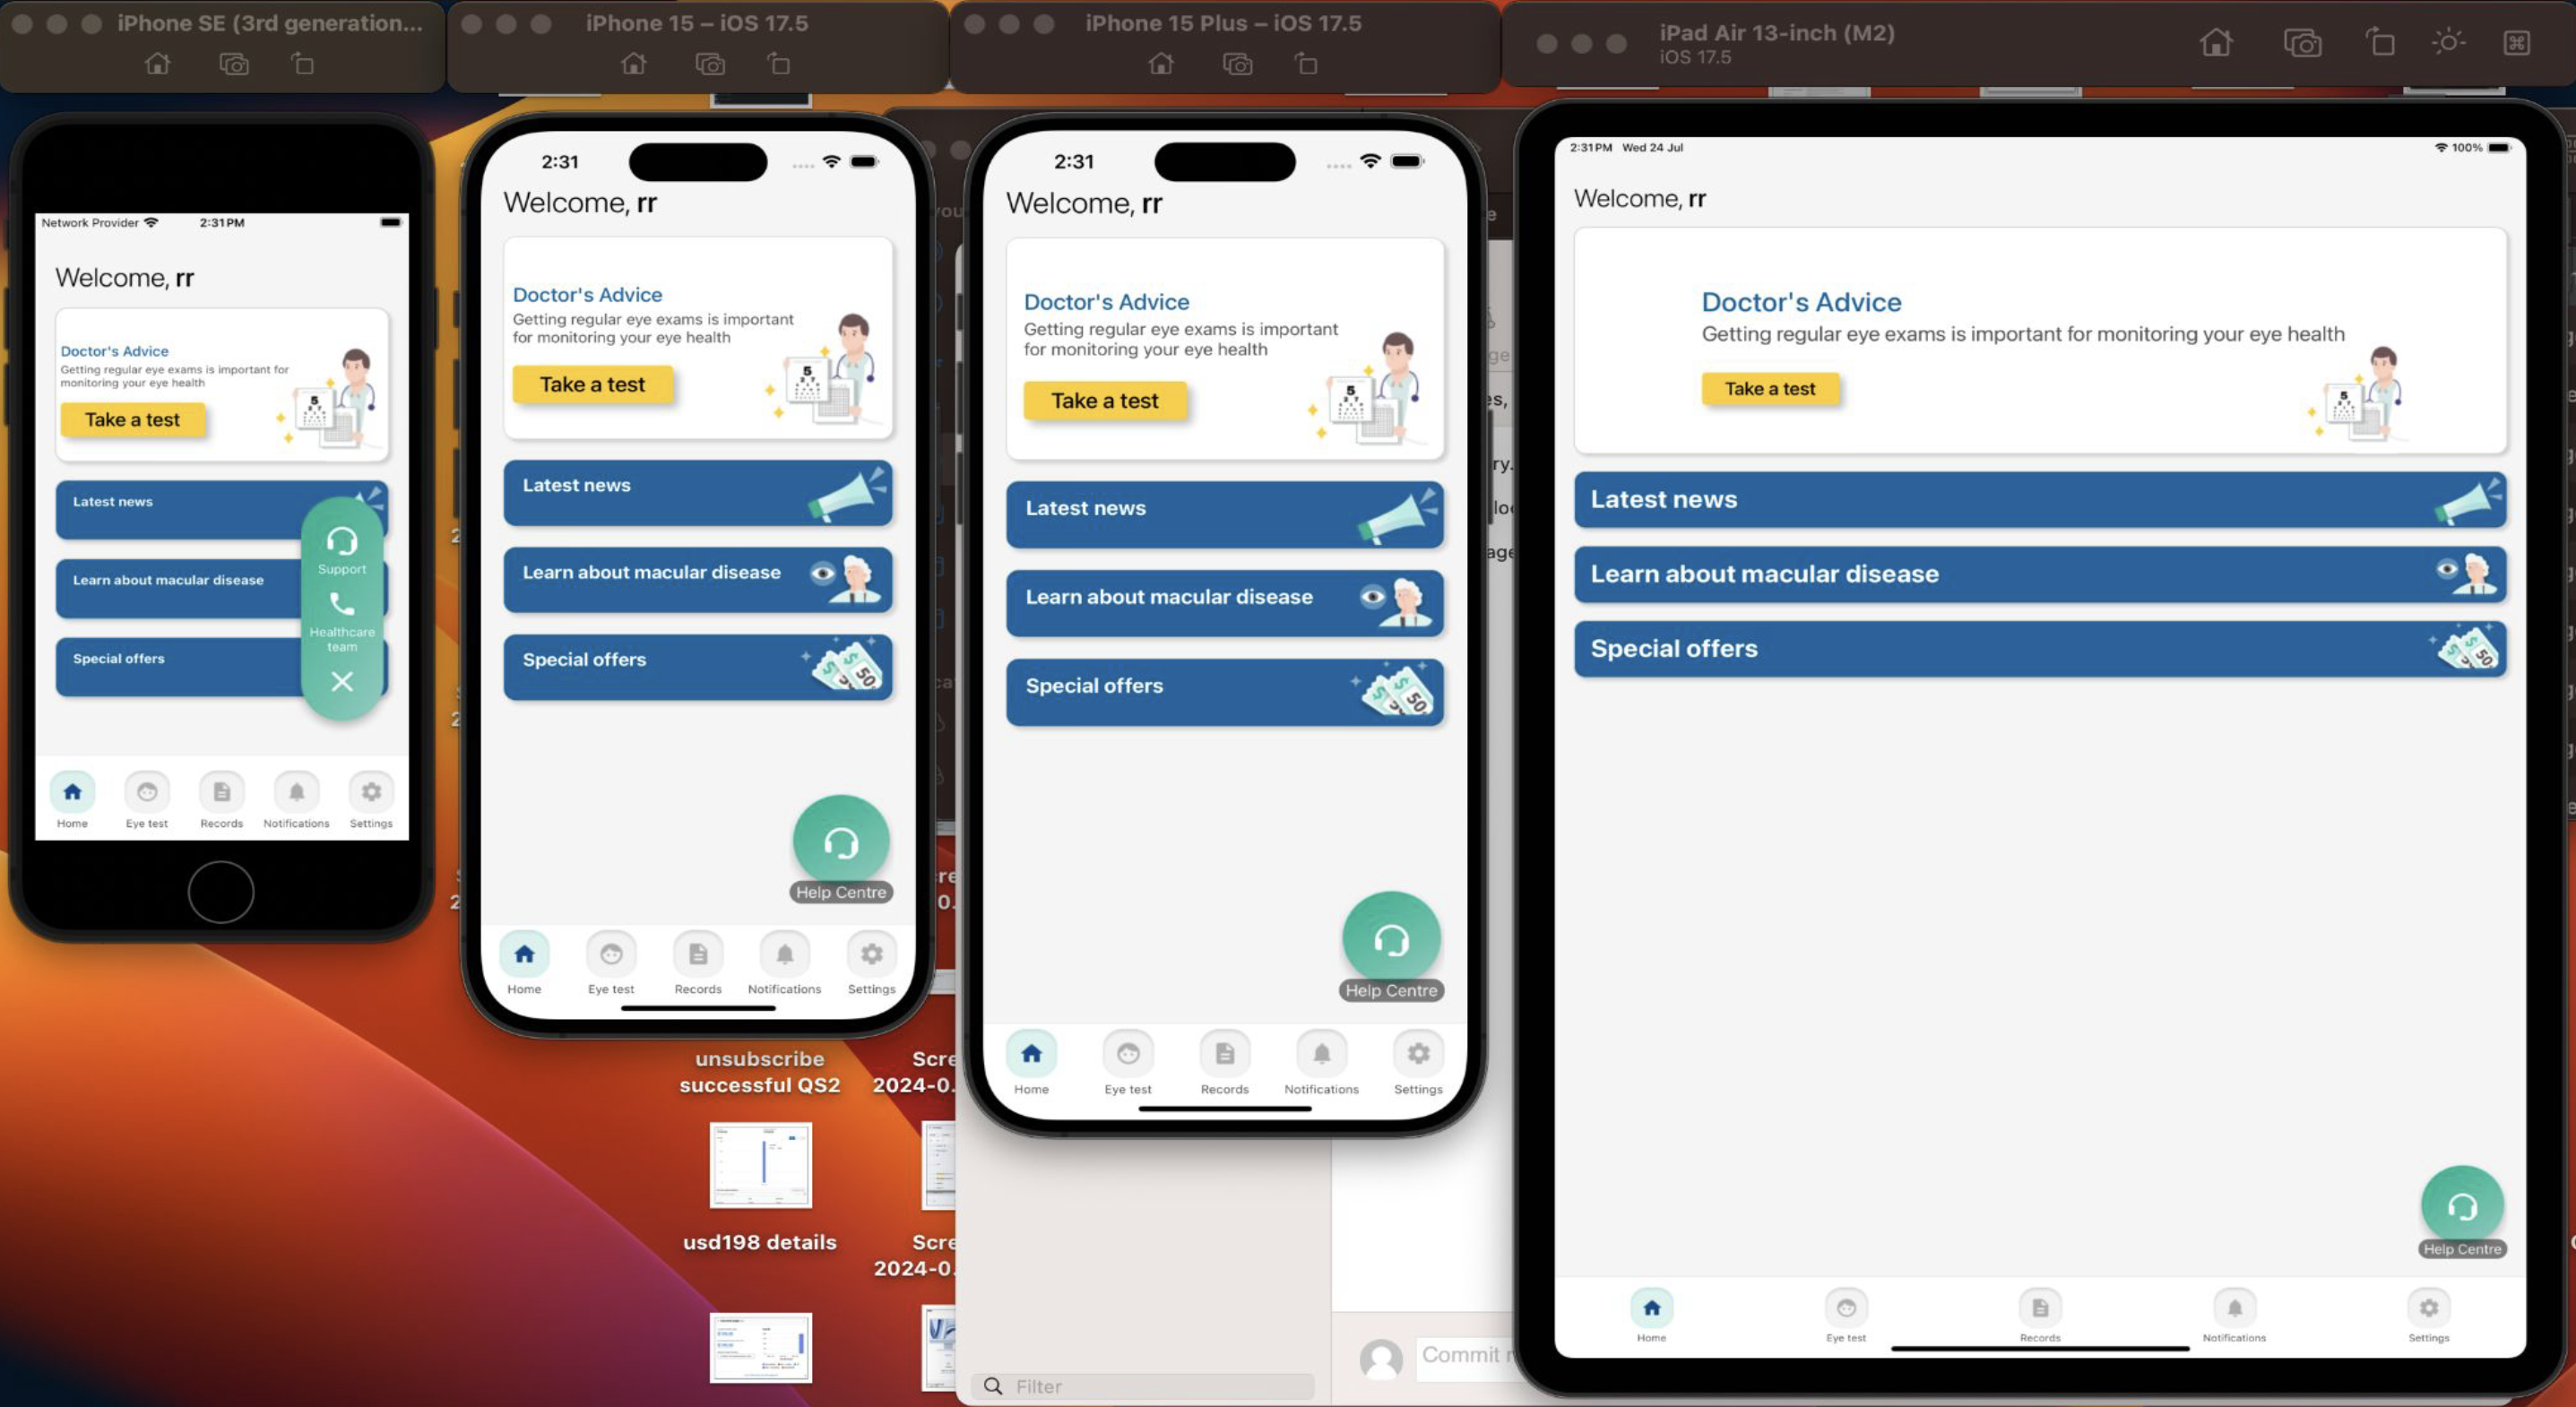 iPhone SE (3rd generation...
iPhone 15 – iOS 17.5
iPhone 15 Plus – iOS 17.5
iPad Air 13-inch (M2)
iOS 17.5
Network Provider
2:31 PM
Welcome, rr
Doctor's Advice
Getting regular eye exams is important for
monitoring your eye health
Take a test
Latest news
Learn about macular disease
Special offers
Support
Healthcare
team
Home
Eye test
Records
Notifications
Settings
2:31
Welcome, rr
Doctor's Advice
Getting regular eye exams is important
for monitoring your eye health
Take a test
5
Latest news
Learn about macular disease
Special offers
Help Centre
Home
Eye test
Records
Notifications
Settings
2:31
Welcome, rr
Doctor's Advice
Getting regular eye exams is important
for monitoring your eye health
Take a test
5
Latest news
Learn about macular disease
Special offers
Help Centre
Home
Eye test
Records
Notifications
Settings
2:31 PM Wed 24 Jul
100%
Welcome, rr
Doctor's Advice
Getting regular eye exams is important for monitoring your eye health
Take a test
5
Latest news
Learn about macular disease
Special offers
Help Centre
Home
Eye test
Records
Notifications
Settings
unsubscribe
successful QS2
Scre
2024-0.
usd198 details
Scre
2024-0.
Filter
Commit